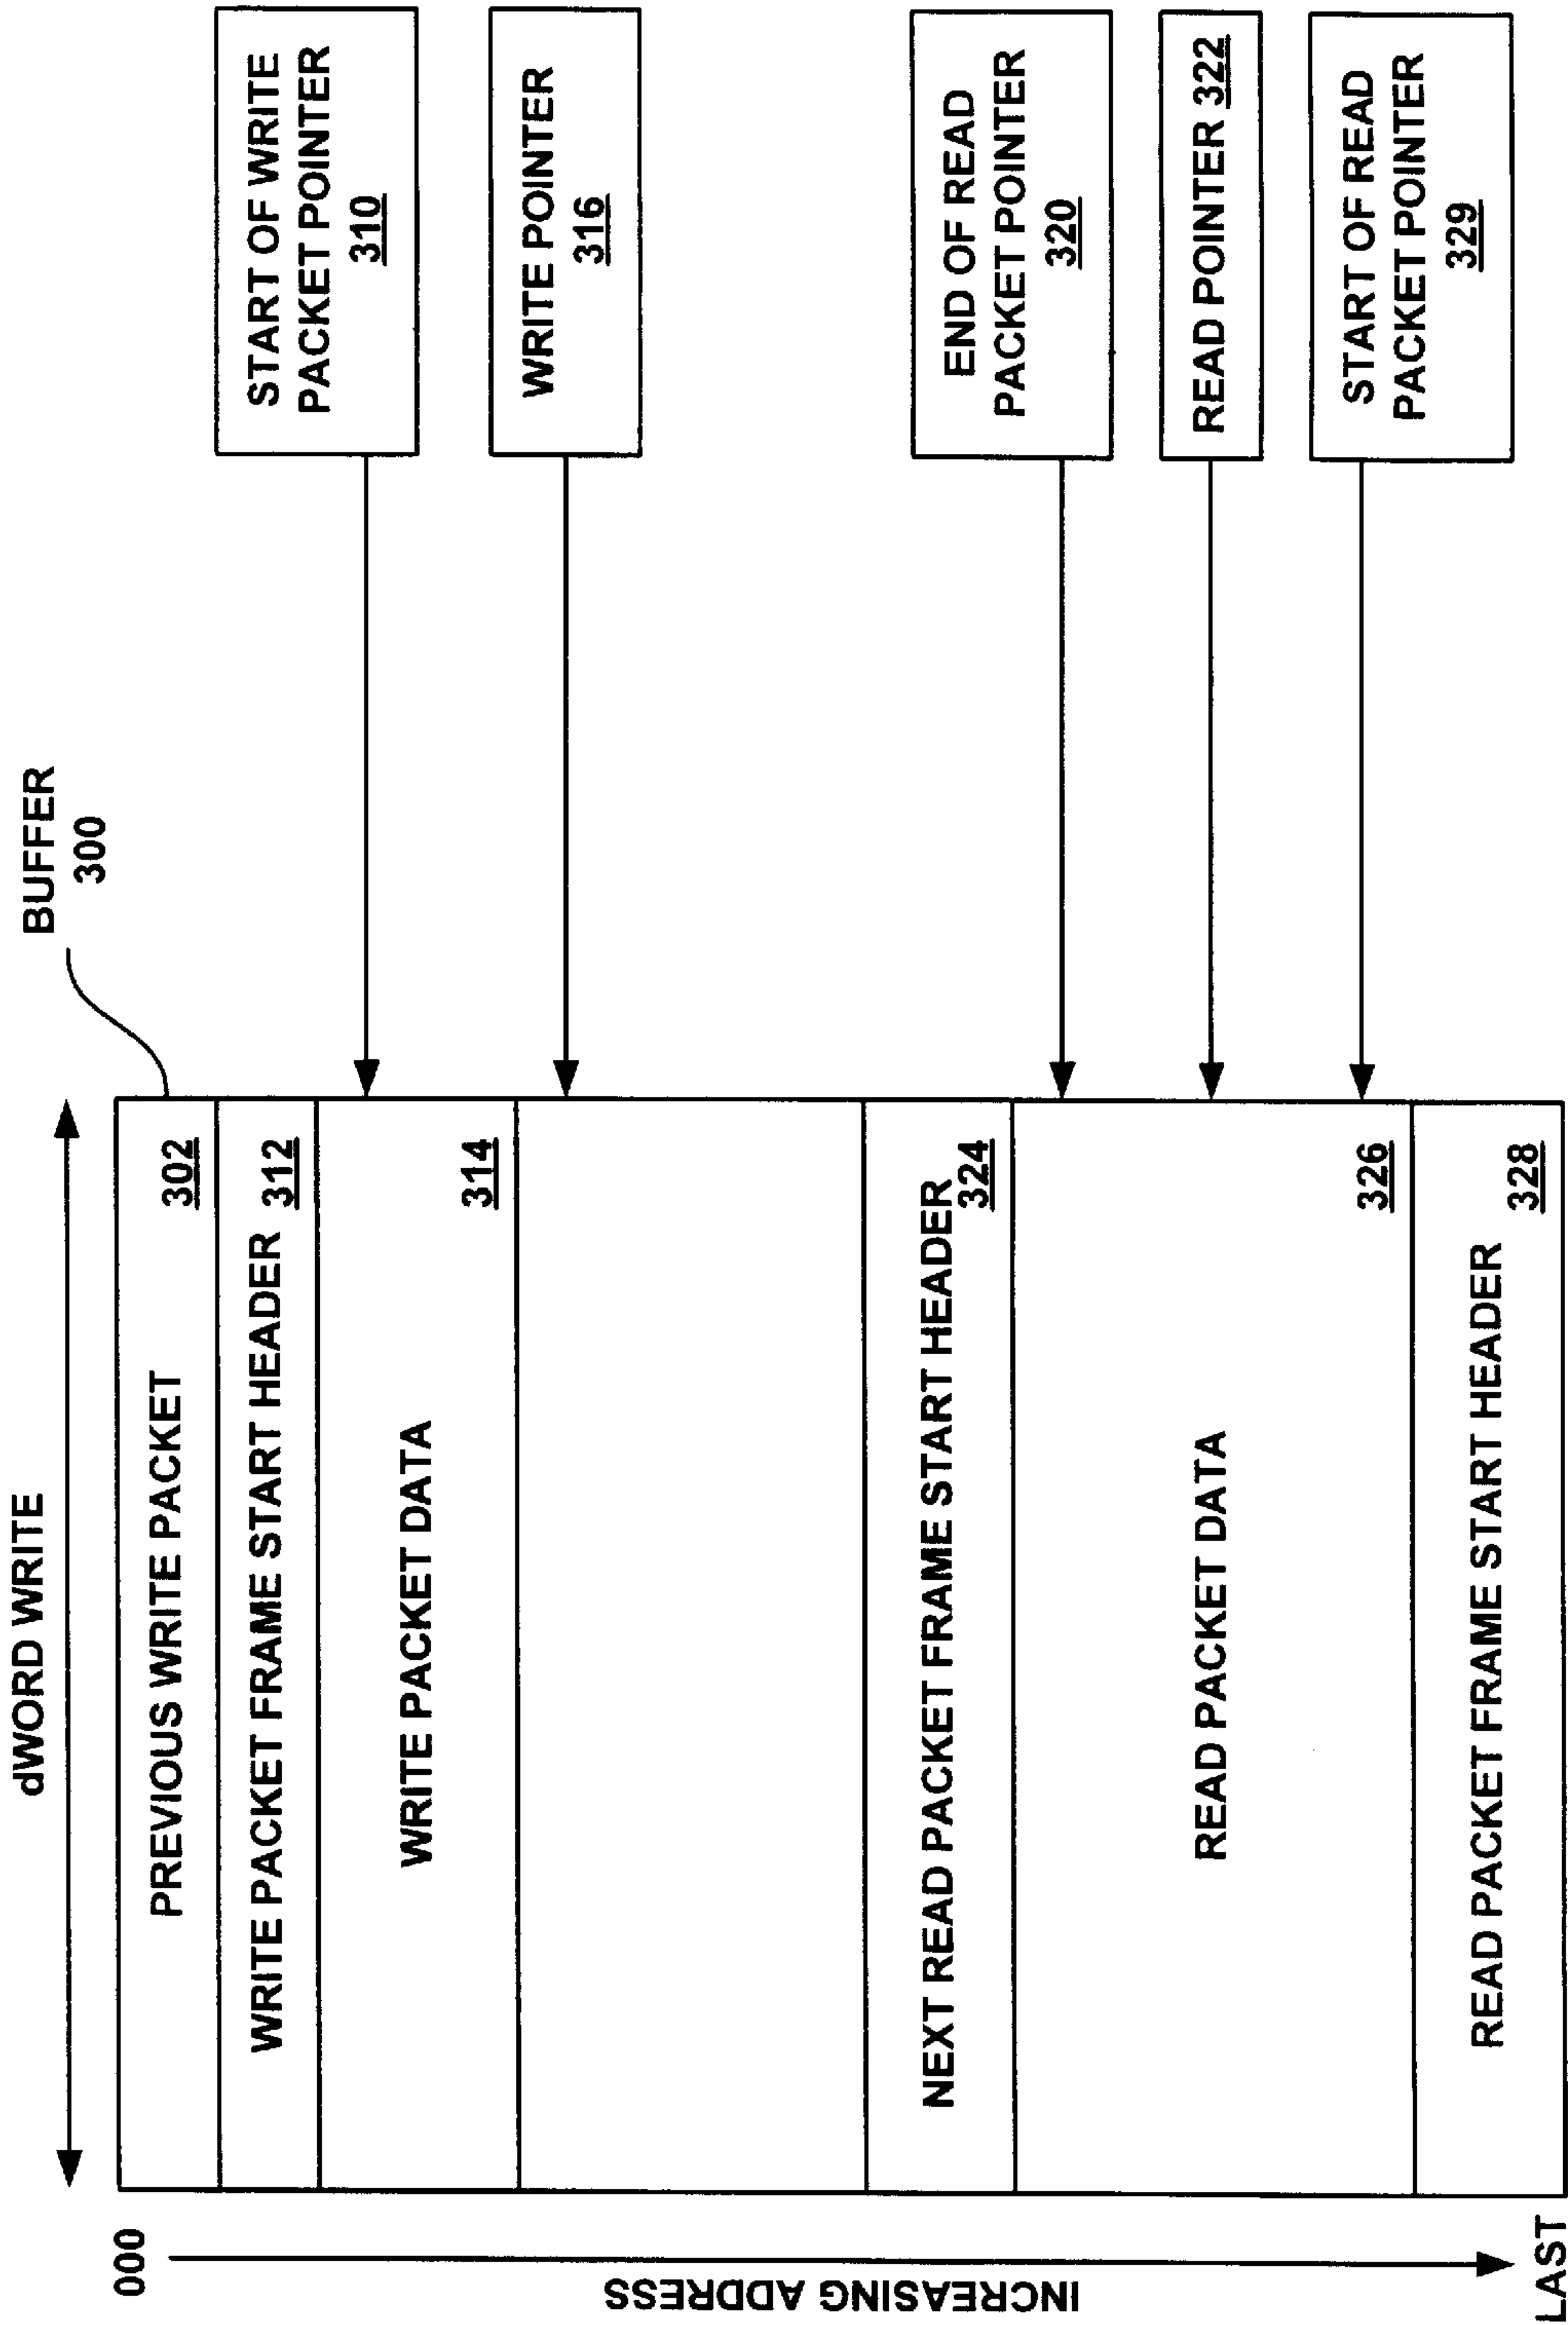 dWORD WRITE
BUFFER
300
000
INCREASING ADDRESS
LAST
PREVIOUS WRITE PACKET
302
WRITE PACKET FRAME START HEADER
312
WRITE PACKET DATA
314
NEXT READ PACKET FRAME START HEADER
324
READ PACKET DATA
326
READ PACKET FRAME START HEADER
328
START OF WRITE
PACKET POINTER
310
WRITE POINTER
316
END OF READ
PACKET POINTER
320
READ POINTER 322
START OF READ
PACKET POINTER
329